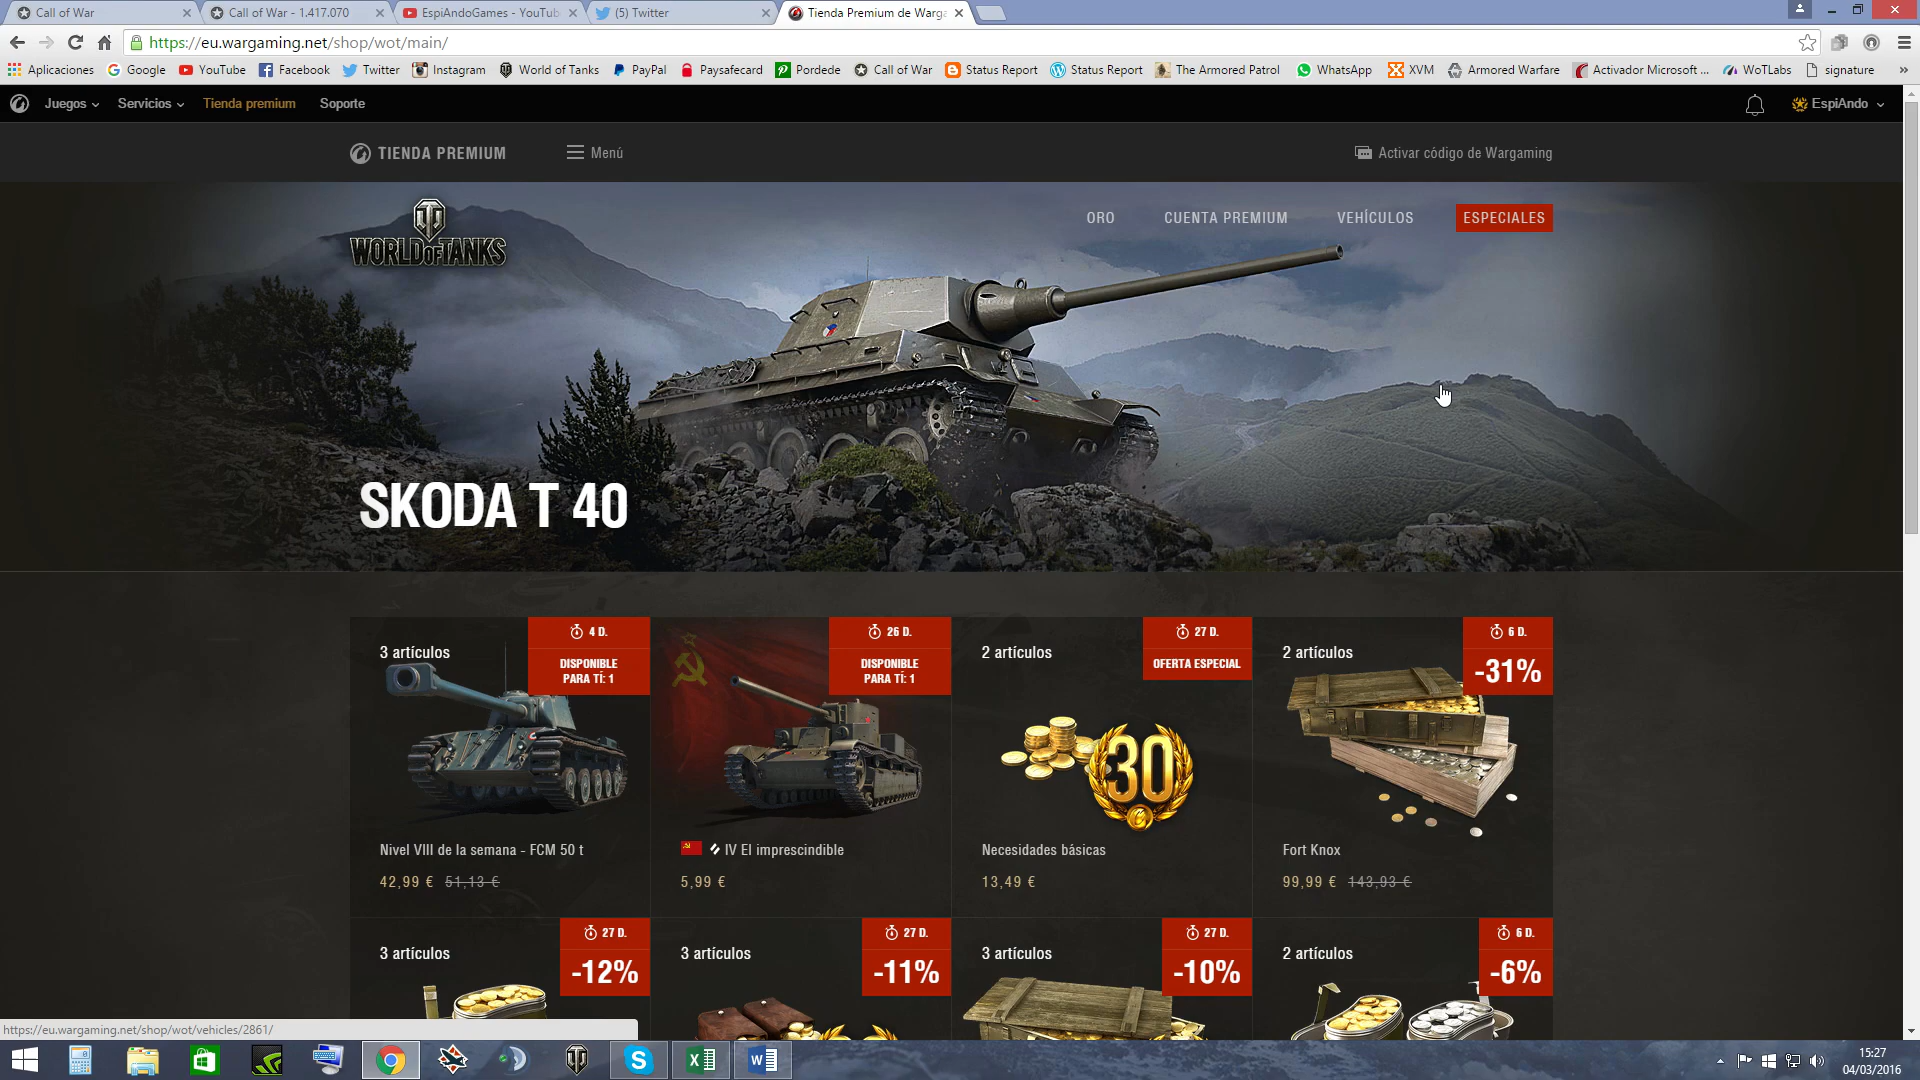 Call of War
Call of War - 1.417.070
EspiAndoGames - YouTub
(5) Twitter
Tienda Premium de Warga
https://eu.wargaming.net/shop/wot/main/
Aplicaciones
Google
YouTube
Facebook
Twitter
Instagram
World of Tanks
PayPal
Paysafecard
Pordede
Call of War
Status Report
Status Report
The Armored Patrol
WhatsApp
XVM
Armored Warfare
Activador Microsoft ...
WoTLabs
signature
»
Juegos
Servicios
Tienda premium
Soporte
EspiAndo
TIENDA PREMIUM
Menú
Activar código de Wargaming
WORLD OF TANKS
ORO
CUENTA PREMIUM
VEHÍCULOS
ESPECIALES
SKODA T 40
3 artículos
4 D.
DISPONIBLE
PARA TÍ: 1
Nivel VIII de la semana - FCM 50 t
42,99 € 51,13 €
26 D.
DISPONIBLE
PARA TÍ: 1
IV El imprescindible
5,99 €
2 artículos
27 D.
OFERTA ESPECIAL
30
Necesidades básicas
13,49 €
2 artículos
6 D.
-31%
Fort Knox
99,99 € 143,93 €
3 artículos
27 D.
-12%
3 artículos
27 D.
-11%
3 artículos
27 D.
-10%
2 artículos
6 D.
-6%
https://eu.wargaming.net/shop/wot/vehicles/2861/
15:27
04/03/2016